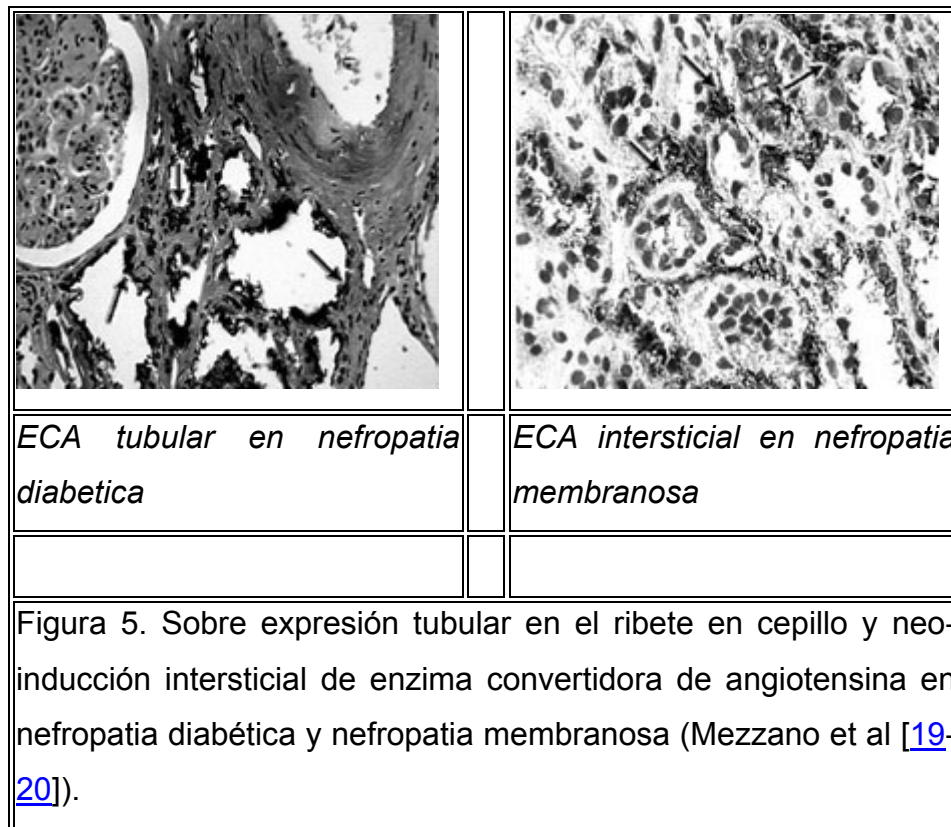 ECA tubular en nefropatia
diabetica
ECA intersticial en nefropatia
membranosa
Figura 5. Sobre expresión tubular en el ribete en cepillo y neo-
inducción intersticial de enzima convertidora de angiotensina en
nefropatia diabética y nefropatia membranosa (Mezzano et al [19-
20]).